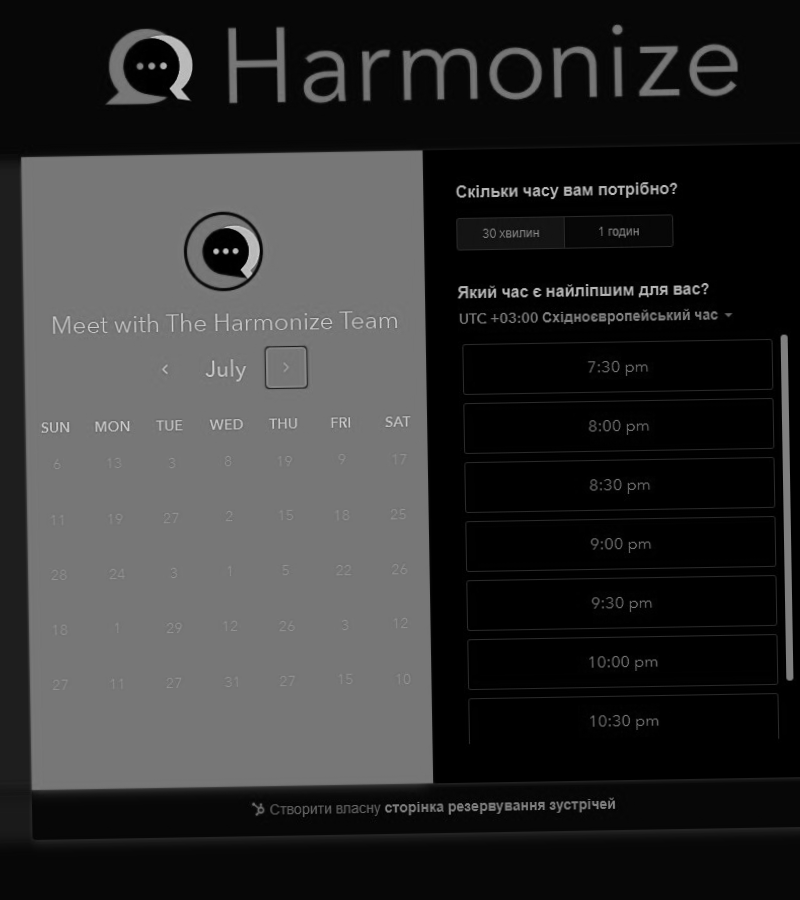 Harmonize
Meet with The Harmonize Team
July
SUN MON TUE WED THU FRI SAT
6 13 3 8 19 9 17
11 19 27 2 15 18 25
28 24 3 1 5 22 26
18 1 29 12 26 3 12
27 11 27 31 27 15 10
Скільки часу вам потрібно?
30 хвилин 1 годин
Який час є найліпшим для вас?
UTC +03:00 Східноєвропейський час
7:30 pm
8:00 pm
8:30 pm
9:00 pm
9:30 pm
10:00 pm
10:30 pm
Створити власну сторінка резервування зустрічей